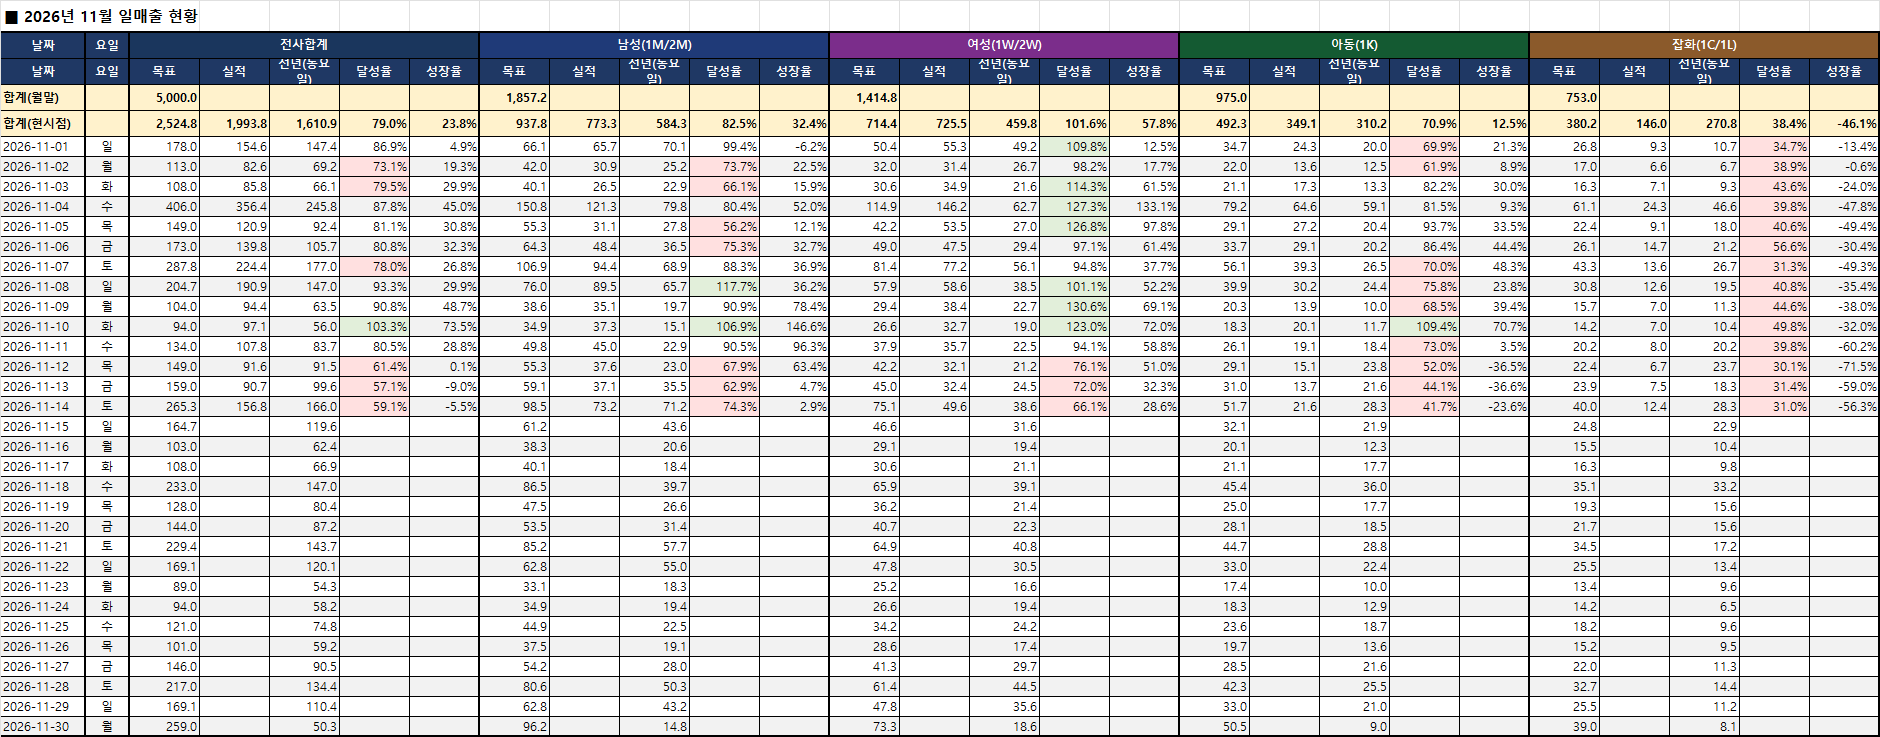 ■ 2026년 11월 일매출 현황
날짜 요일 전사합계 남성(1M/2M) 여성(1W/2W) 아동(1K) 잡화(1C/1L)
날짜 요일 목표 실적 전년(동요일) 달성율 성장율 목표 실적 전년(동요일) 달성율 성장율 목표 실적 전년(동요일) 달성율 성장율 목표 실적 전년(동요일) 달성율 성장율 목표 실적 전년(동요일) 달성율 성장율
합계(월말) 5,000.0 1,857.2 1,414.8 975.0 753.0
합계(현시점) 2,524.8 1,993.8 1,610.9 79.0% 23.8% 937.8 773.3 584.3 82.5% 32.4% 714.4 725.5 459.8 101.6% 57.8% 492.3 349.1 310.2 70.9% 12.5% 380.2 146.0 270.8 38.4% -46.1%
2026-11-01 일 178.0 154.6 147.4 86.9% 4.9% 66.1 65.7 70.1 99.4% -6.2% 50.4 55.3 49.2 109.8% 12.5% 34.7 24.3 20.0 69.9% 21.3% 26.8 9.3 10.7 34.7% -13.4%
2026-11-02 월 113.0 82.6 69.2 73.1% 19.3% 42.0 30.9 25.2 73.7% 22.5% 32.0 31.4 26.7 98.2% 17.7% 22.0 13.6 12.5 61.9% 8.9% 17.0 6.6 6.7 38.9% -0.6%
2026-11-03 화 108.0 85.8 66.1 79.5% 29.9% 40.1 26.5 22.9 66.1% 15.9% 30.6 34.9 21.6 114.3% 61.5% 21.1 17.3 13.3 82.2% 30.0% 16.3 7.1 9.3 43.6% -24.0%
2026-11-04 수 406.0 356.4 245.8 87.8% 45.0% 150.8 121.3 79.8 80.4% 52.0% 114.9 146.2 62.7 127.3% 133.1% 79.2 64.6 59.1 81.5% 9.3% 61.1 24.3 46.6 39.8% -47.8%
2026-11-05 목 149.0 120.9 92.4 81.1% 30.8% 55.3 31.1 27.8 56.2% 12.1% 42.2 53.5 27.0 126.8% 97.8% 29.1 27.2 20.4 93.7% 33.5% 22.4 9.1 18.0 40.6% -49.4%
2026-11-06 금 173.0 139.8 105.7 80.8% 32.3% 64.3 48.4 36.5 75.3% 32.7% 49.0 47.5 29.4 97.1% 61.4% 33.7 29.1 20.2 86.4% 44.4% 26.1 14.7 21.2 56.6% -30.4%
2026-11-07 토 287.8 224.4 177.0 78.0% 26.8% 106.9 94.4 68.9 88.3% 36.9% 81.4 77.2 56.1 94.8% 37.7% 56.1 39.3 26.5 70.0% 48.3% 43.3 13.6 26.7 31.3% -49.3%
2026-11-08 일 204.7 190.9 147.0 93.3% 29.9% 76.0 89.5 65.7 117.7% 36.2% 57.9 58.6 38.5 101.1% 52.2% 39.9 30.2 24.4 75.8% 23.8% 30.8 12.6 19.5 40.8% -35.4%
2026-11-09 월 104.0 94.4 63.5 90.8% 48.7% 38.6 35.1 19.7 90.9% 78.4% 29.4 38.4 22.7 130.6% 69.1% 20.3 13.9 10.0 68.5% 39.4% 15.7 7.0 11.3 44.6% -38.0%
2026-11-10 화 94.0 97.1 56.0 103.3% 73.5% 34.9 37.3 15.1 106.9% 146.6% 26.6 32.7 19.0 123.0% 72.0% 18.3 20.1 11.7 109.4% 70.7% 14.2 7.0 10.4 49.8% -32.0%
2026-11-11 수 134.0 107.8 83.7 80.5% 28.8% 49.8 45.0 22.9 90.5% 96.3% 37.9 35.7 22.5 94.1% 58.8% 26.1 19.1 18.4 73.0% 3.5% 20.2 8.0 20.2 39.8% -60.2%
2026-11-12 목 149.0 91.6 91.5 61.4% 0.1% 55.3 37.6 23.0 67.9% 63.4% 42.2 32.1 21.2 76.1% 51.0% 29.1 15.1 23.8 52.0% -36.5% 22.4 6.7 23.7 30.1% -71.5%
2026-11-13 금 159.0 90.7 99.6 57.1% -9.0% 59.1 37.1 35.5 62.9% 4.7% 45.0 32.4 24.5 72.0% 32.3% 31.0 13.7 21.6 44.1% -36.6% 23.9 7.5 18.3 31.4% -59.0%
2026-11-14 토 265.3 156.8 166.0 59.1% -5.5% 98.5 73.2 71.2 74.3% 2.9% 75.1 49.6 38.6 66.1% 28.6% 51.7 21.6 28.3 41.7% -23.6% 40.0 12.4 28.3 31.0% -56.3%
2026-11-15 일 164.7 119.6 61.2 43.6 46.6 31.6 32.1 21.9 24.8 22.9
2026-11-16 월 103.0 62.4 38.3 20.6 29.1 19.4 20.1 12.3 15.5 10.4
2026-11-17 화 108.0 66.9 40.1 18.4 30.6 21.1 21.1 17.7 16.3 9.8
2026-11-18 수 233.0 147.0 86.5 39.7 65.9 39.1 45.4 36.0 35.1 33.2
2026-11-19 목 128.0 80.4 47.5 26.6 36.2 21.4 25.0 17.7 19.3 15.6
2026-11-20 금 144.0 87.2 53.5 31.4 40.7 22.3 28.1 18.5 21.7 15.6
2026-11-21 토 229.4 143.7 85.2 57.7 64.9 40.8 44.7 28.8 34.5 17.2
2026-11-22 일 169.1 120.1 62.8 55.0 47.8 30.5 33.0 22.4 25.5 13.4
2026-11-23 월 89.0 54.3 33.1 18.3 25.2 16.6 17.4 10.0 13.4 9.6
2026-11-24 화 94.0 58.2 34.9 19.4 26.6 19.4 18.3 12.9 14.2 6.5
2026-11-25 수 121.0 74.8 44.9 22.5 34.2 24.2 23.6 18.7 18.2 9.6
2026-11-26 목 101.0 59.2 37.5 19.1 28.6 17.4 19.7 13.6 15.2 9.5
2026-11-27 금 146.0 90.5 54.2 28.0 41.3 29.7 28.5 21.6 22.0 11.3
2026-11-28 토 217.0 134.4 80.6 50.3 61.4 44.5 42.3 25.5 32.7 14.4
2026-11-29 일 169.1 110.4 62.8 43.2 47.8 35.6 33.0 21.0 25.5 11.2
2026-11-30 월 259.0 50.3 96.2 14.8 73.3 18.6 50.5 9.0 39.0 8.1